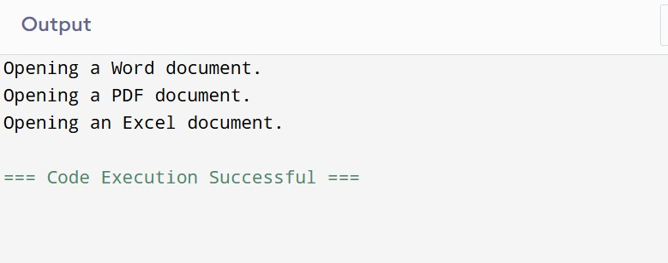 Output
Opening a Word document.
Opening a PDF document.
Opening an Excel document.
=== Code Execution Successful ===